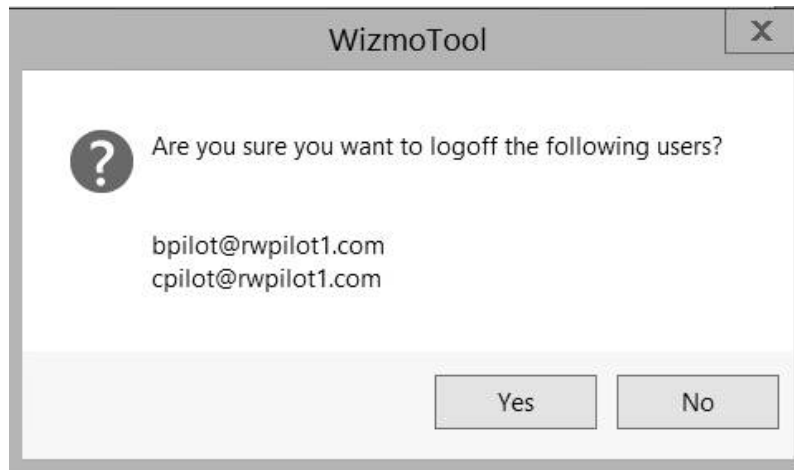 WizmoTool
X
Are you sure you want to logoff the following users?
bpilot@rwpilot1.com
cpilot@rwpilot1.com
Yes
No